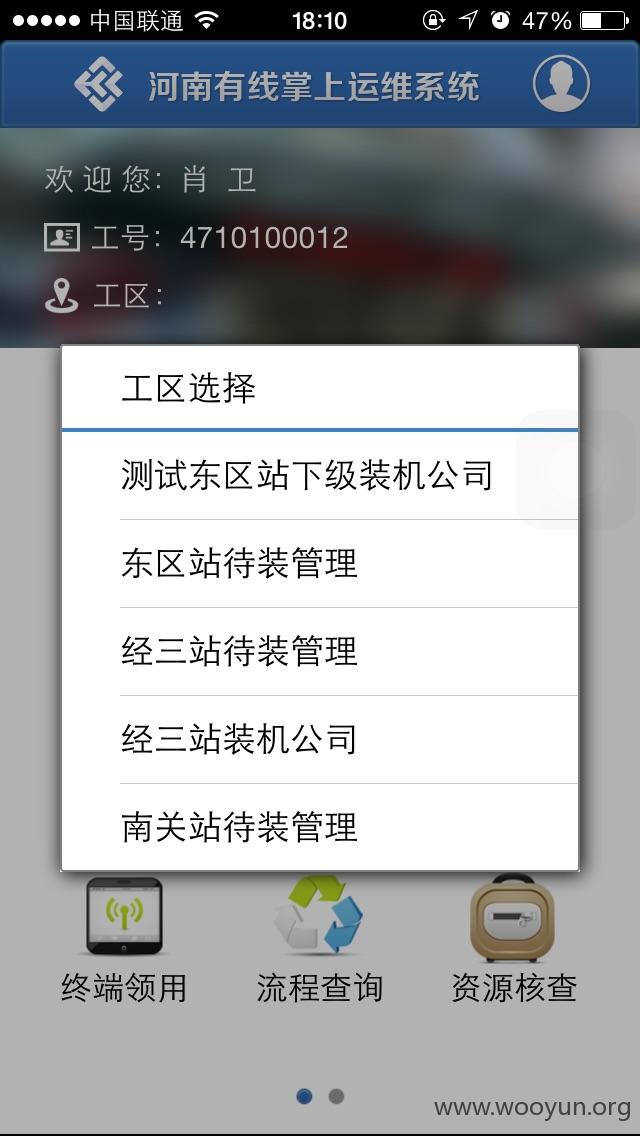 中国联通 18:10 47%
河南有线掌上运维系统
欢 迎 您: 肖 卫
工号: 4710100012
工区:
工区选择
测试东区站下级装机公司
东区站待装管理
经三站待装管理
经三站装机公司
南关站待装管理
终端领用 流程查询 资源核查
www.wooyun.org